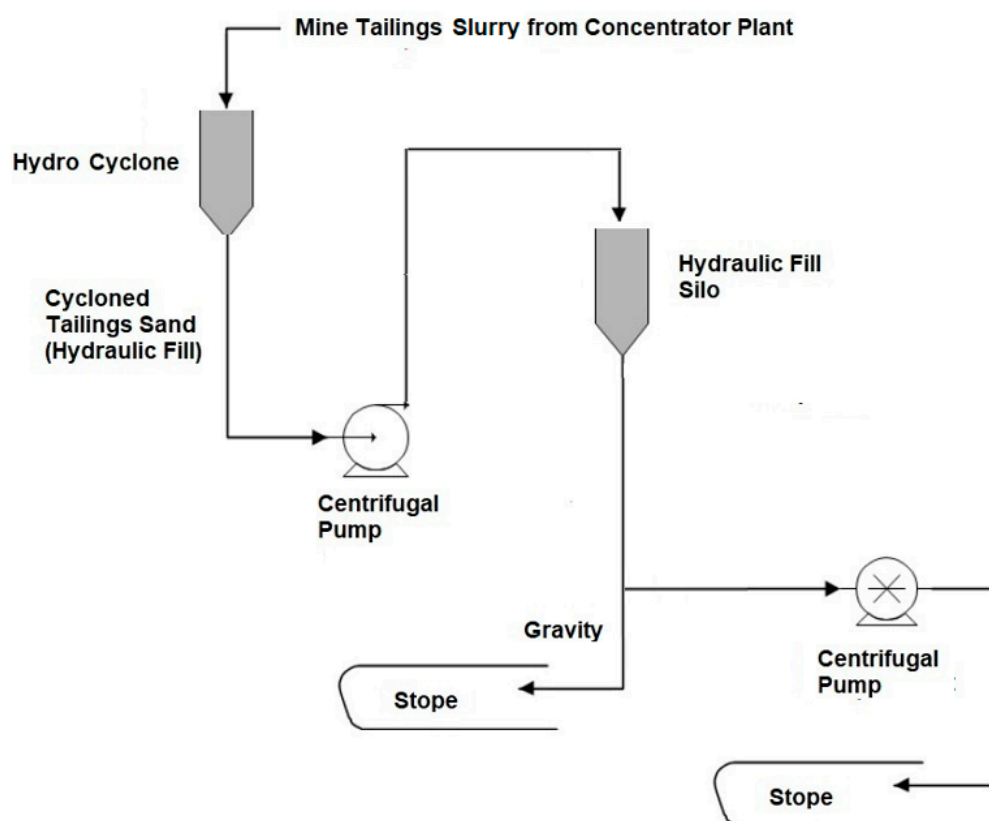 Mine Tailings Slurry from Concentrator Plant
Hydro Cyclone
Hydraulic Fill
Silo
Cycloned
Tailings Sand
(Hydraulic Fill)
Centrifugal
Pump
Gravity
Centrifugal
Pump
Stope
Stope